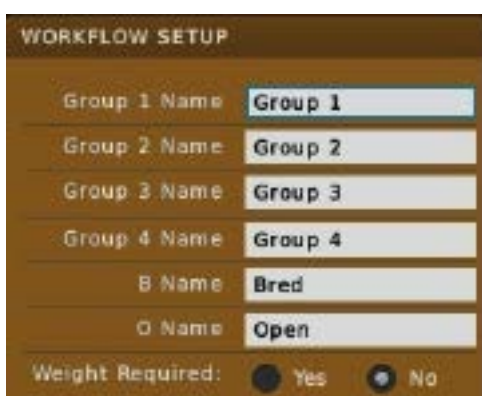 WORKFLOW SETUP
Group 1 Name Group 1
Group 2 Name Group 2
Group 3 Name Group 3
Group 4 Name Group 4
B Name Bred
O Name Open
Weight Required: Yes No